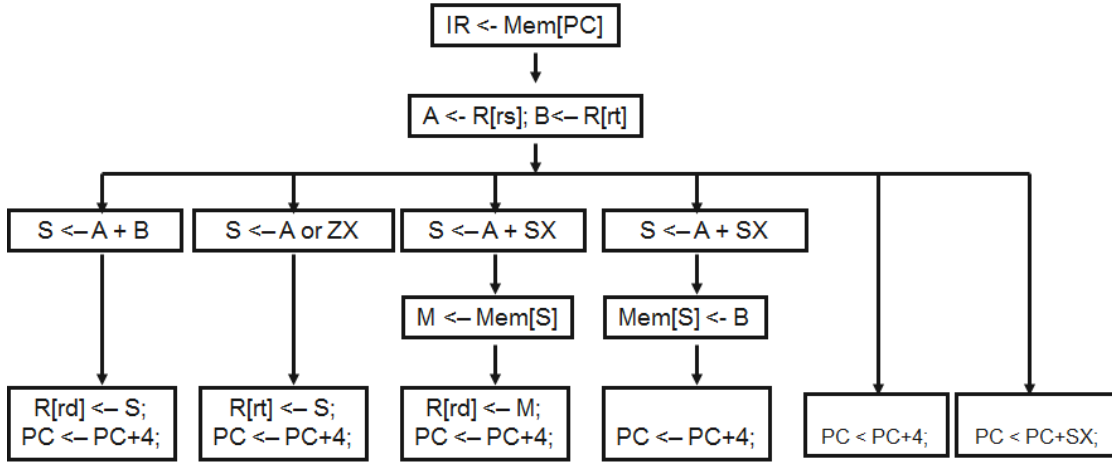 IR <- Mem[PC]
A <- R[rs]; B<– R[rt]
S <– A + B
S <– A or ZX
S <– A + SX
S <– A + SX
M <– Mem[S]
Mem[S] <- B
R[rd] <– S;
PC <– PC+4;
R[rt] <– S;
PC <– PC+4;
R[rd] <– M;
PC <– PC+4;
PC <– PC+4;
PC < PC+4;
PC < PC+SX;